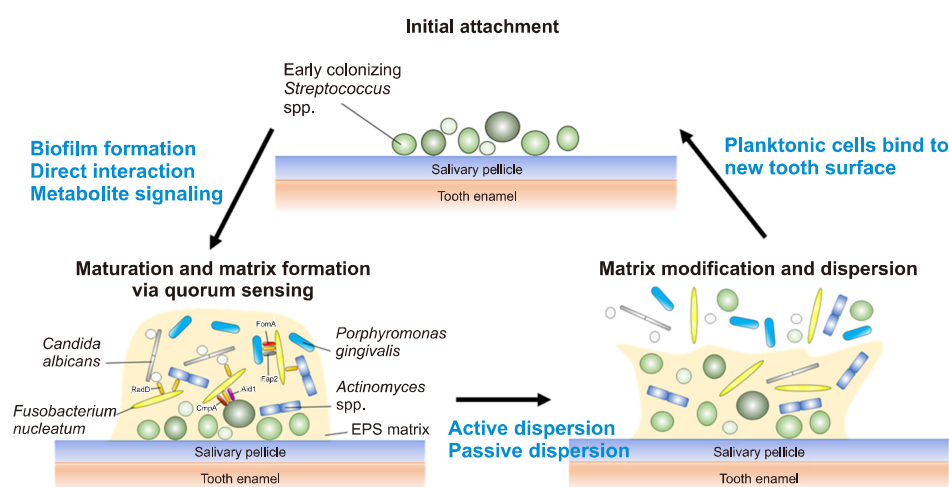 Initial attachment
Early colonizing
Streptococcus
spp.
Salivary pellicle
Tooth enamel
Biofilm formation
Direct interaction
Metabolite signaling
Planktonic cells bind to
new tooth surface
Maturation and matrix formation
via quorum sensing
Candida
albicans
FomA
Porphyromonas
gingivalis
RadD
Fap2
Aid1
CmpA
Actinomyces
spp.
Fusobacterium
nucleatum
EPS matrix
Salivary pellicle
Tooth enamel
Active dispersion
Passive dispersion
Matrix modification and dispersion
Salivary pellicle
Tooth enamel